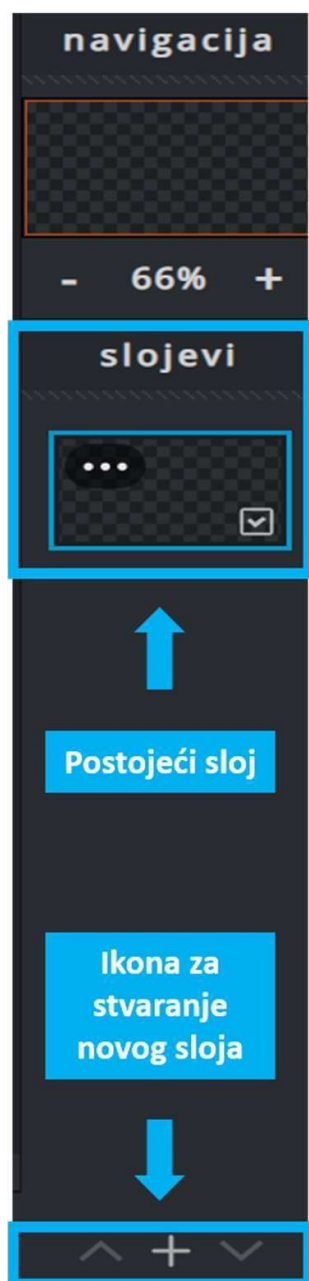 navigacija
- 66% +
slojevi
Postojeći sloj
Ikona za
stvaranje
novog sloja